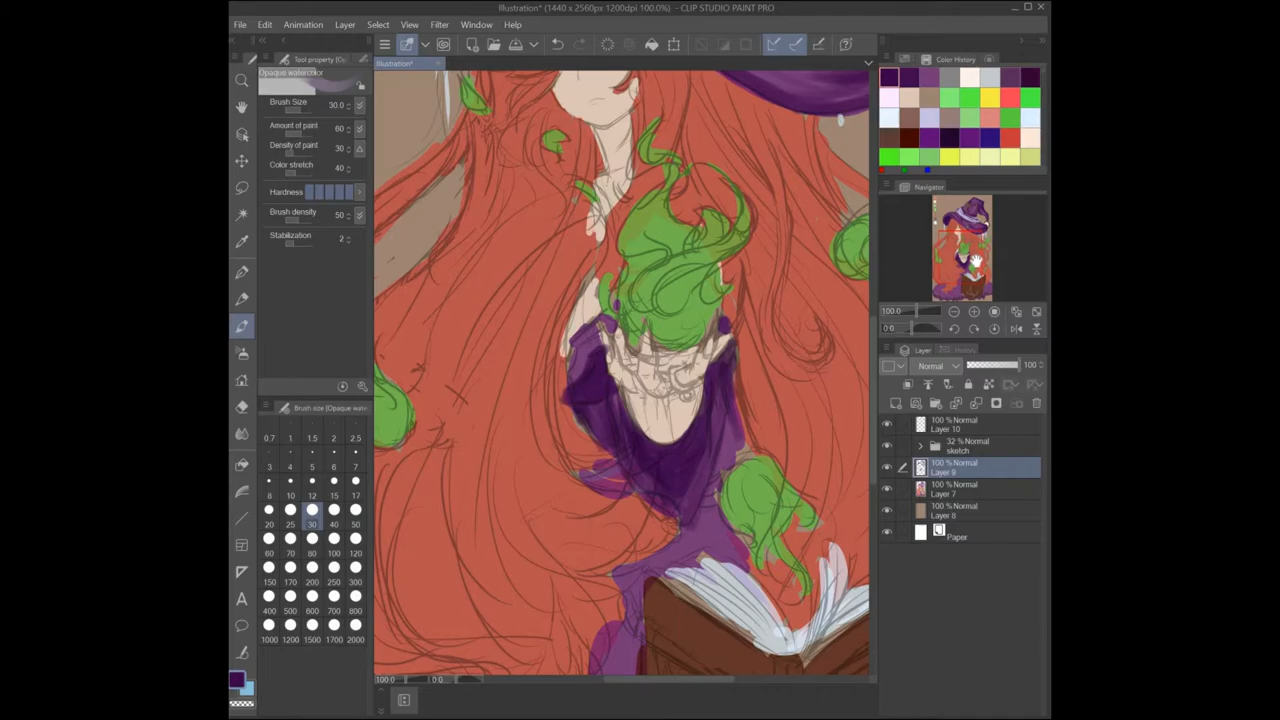 Illustration* (1440 x 2560px 1200dpi 100.0%) - CLIP STUDIO PAINT PRO
File Edit Animation Layer Select View Filter Window Help
Tool property [Op
Color History
Illustration*
Opaque watercolor
Brush Size 30.0
Amount of paint 60
Density of paint 30
Color stretch 40
Hardness
Brush density 50
Stabilization 2
Navigator
100.0
0.0
Layer History
Normal 100
100 % Normal
Layer 10
32 % Normal
sketch
100 % Normal
Layer 9
100 % Normal
Layer 7
100 % Normal
Layer 8
Paper
Brush size [Opaque wate
0.7 1 1.5 2 2.5
3 4 5 6 7
8 10 12 15 17
20 25 30 40 50
60 70 80 100 120
150 170 200 250 300
400 500 600 700 800
1000 1200 1500 1700 2000
100.0 0.0